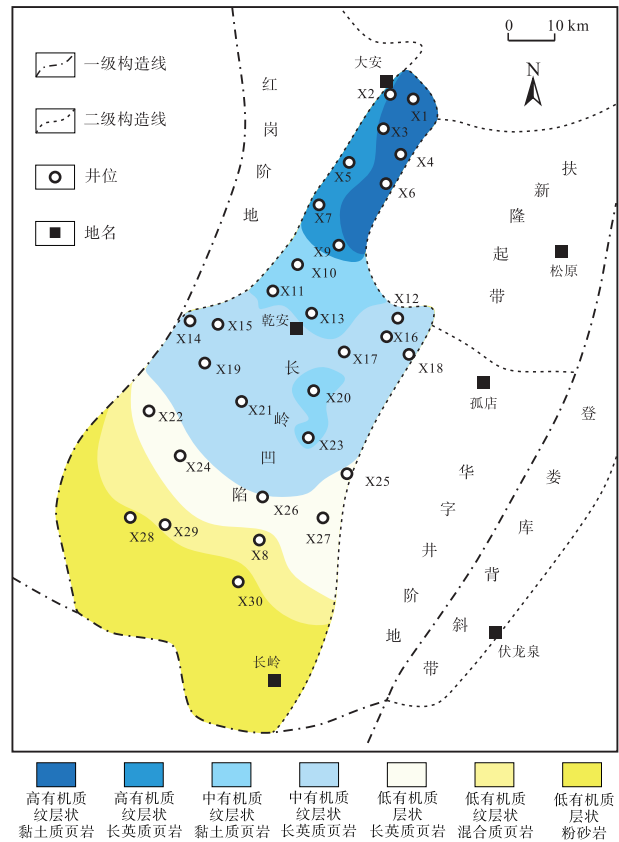 0 10 km
N
一级构造线
二级构造线
井位
地名
大安
红岗阶地
扶新隆起带
松原
X2
X1
X3
X4
X5
X6
X7
X9
X10
X11
X12
X13
乾安
X14
X15
X16
X17
X18
X19
长岭凹陷
X20
X21
X22
X23
X24
X25
X26
X27
X28
X29
X8
X30
长岭
孤店
登娄库背斜带
华字井阶地
伏龙泉
高有机质
纹层状
黏土质页岩
高有机质
纹层状
长英质页岩
中有机质
纹层状
黏土质页岩
中有机质
纹层状
长英质页岩
低有机质
层状
长英质页岩
低有机质
纹层状
混合质页岩
低有机质
层状
粉砂岩